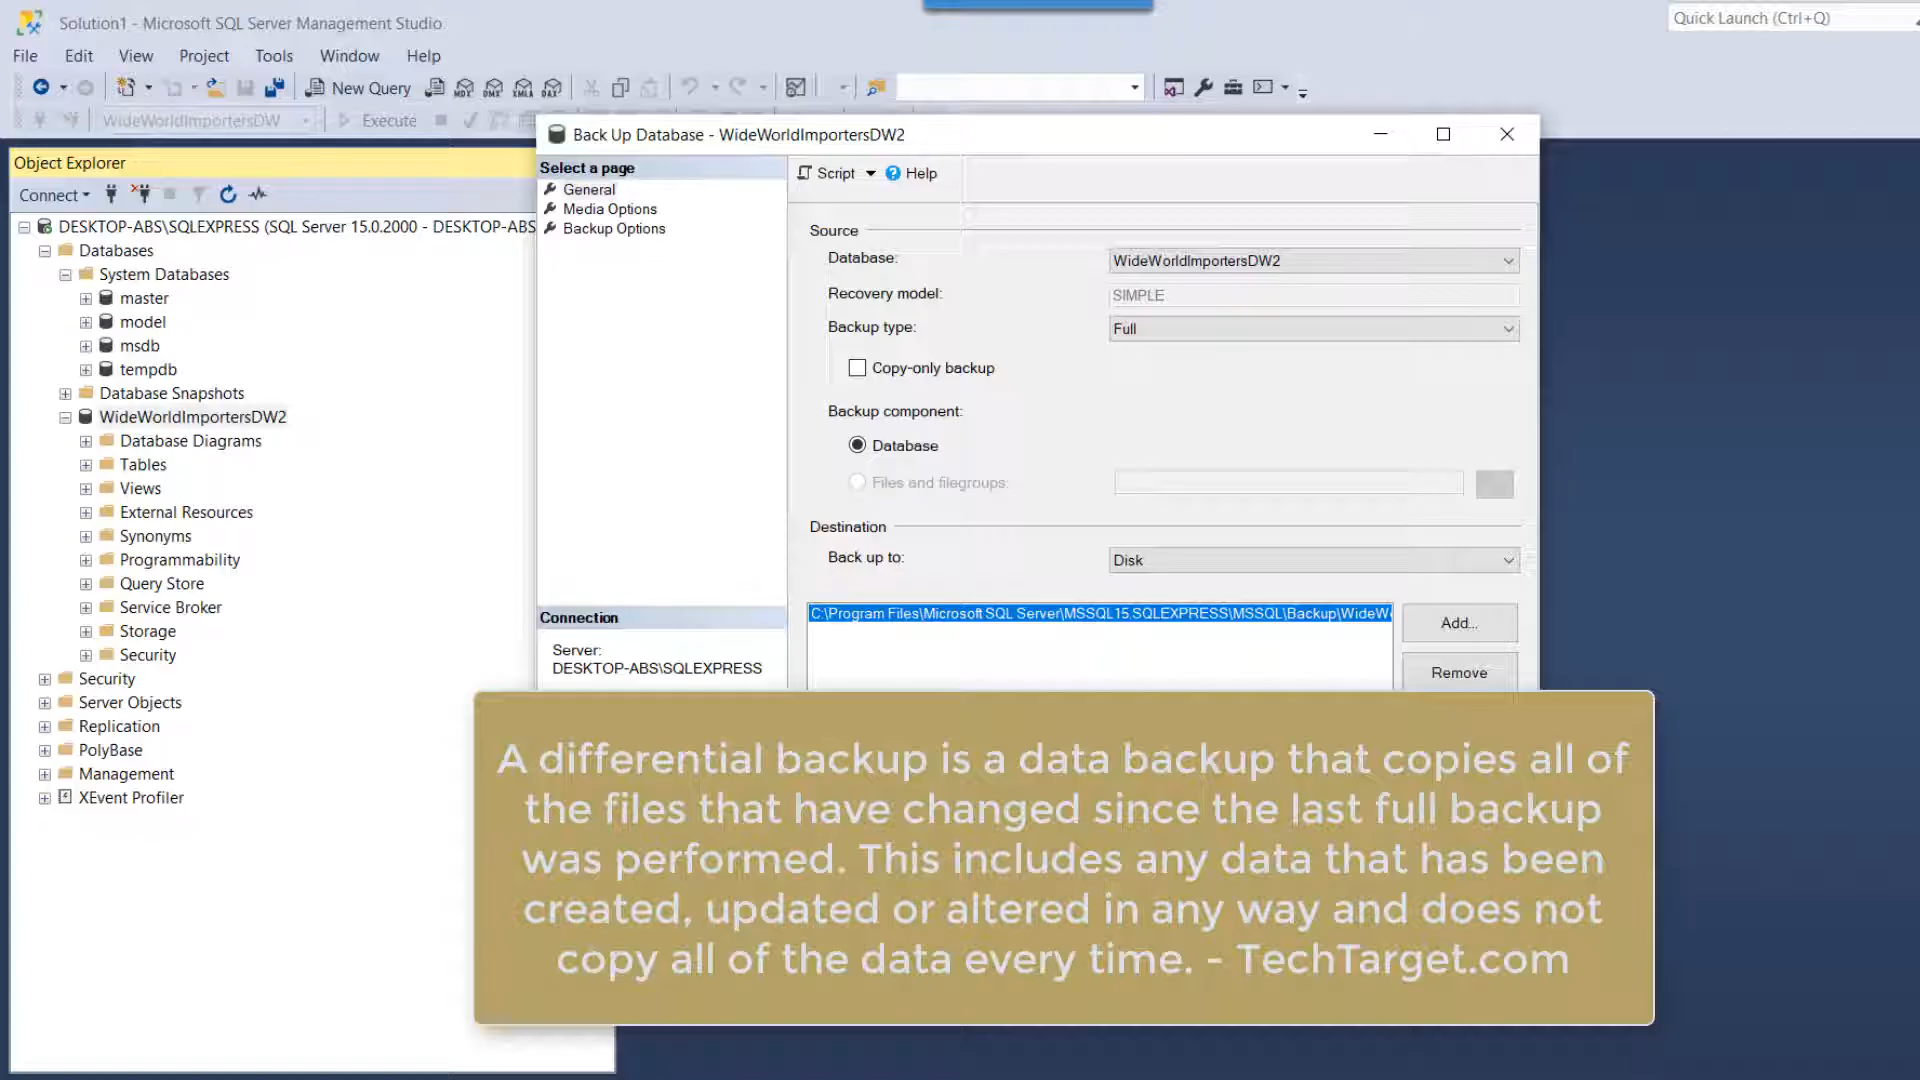 Solution1 - Microsoft SQL Server Management Studio
Quick Launch (Ctrl+Q)
File Edit View Project Tools Window Help
New Query MDX DMX XMLA DAX
WideWorldImportersDW Execute
Object Explorer
Connect
DESKTOP-ABS\SQLEXPRESS (SQL Server 15.0.2000 - DESKTOP-ABS
Databases
System Databases
master
model
msdb
tempdb
Database Snapshots
WideWorldImportersDW2
Database Diagrams
Tables
Views
External Resources
Synonyms
Programmability
Query Store
Service Broker
Storage
Security
Security
Server Objects
Replication
PolyBase
Management
XEvent Profiler
Back Up Database - WideWorldImportersDW2
Select a page
General
Media Options
Backup Options
Connection
Server:
DESKTOP-ABS\SQLEXPRESS
Script Help
Source
Database: WideWorldImportersDW2
Recovery model: SIMPLE
Backup type: Full
Copy-only backup
Backup component:
Database
Files and filegroups:
Destination
Back up to: Disk
C:\Program Files\Microsoft SQL Server\MSSQL15.SQLEXPRESS\MSSQL\Backup\WideW
Add...
Remove
A differential backup is a data backup that copies all of
the files that have changed since the last full backup
was performed. This includes any data that has been
created, updated or altered in any way and does not
copy all of the data every time. - TechTarget.com